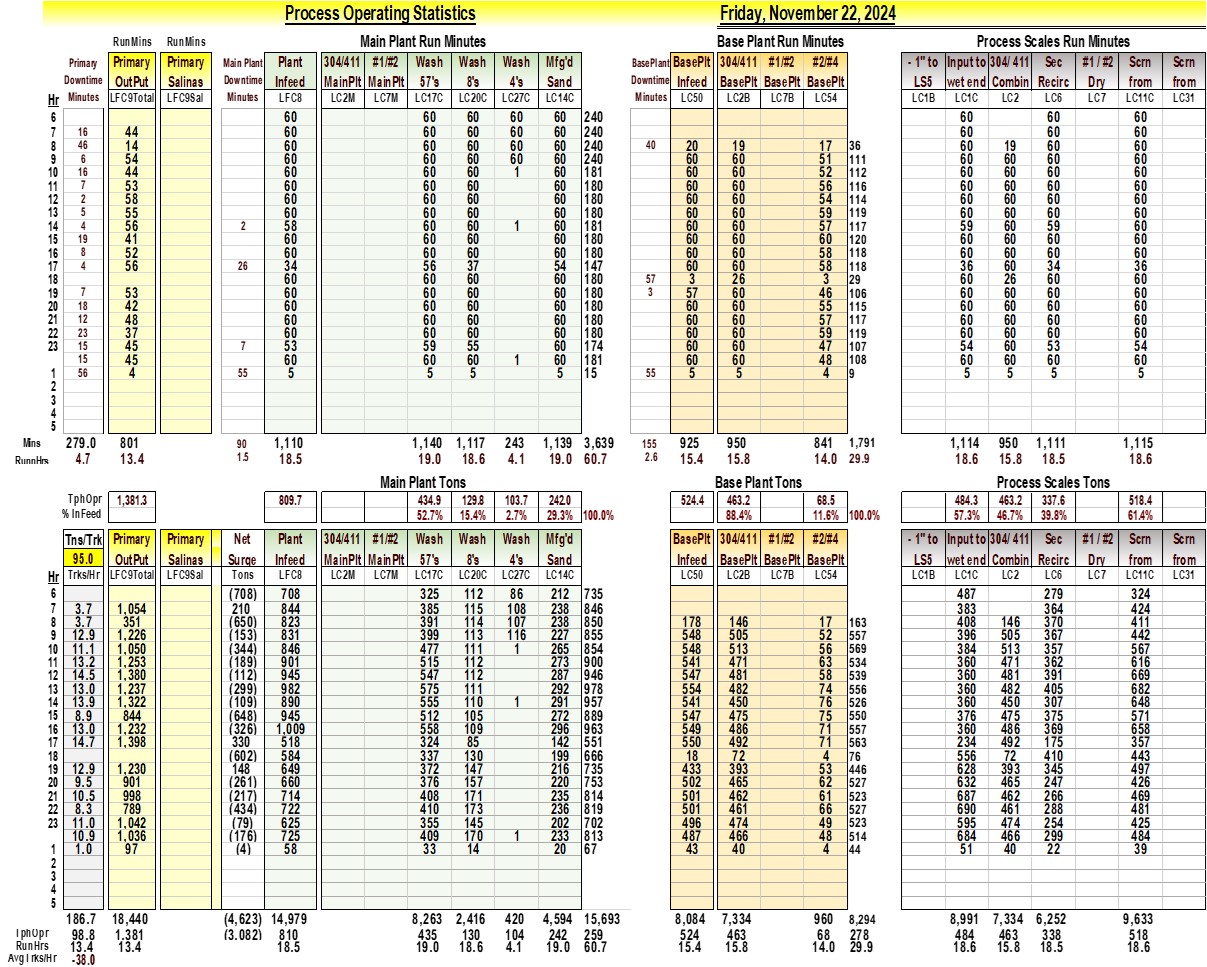 Process Operating Statistics Friday, November 22, 2024
RunMins RunMins Main Plant Run Minutes Base Plant Run Minutes Process Scales Run Minutes
Primary Primary Primary Main Plant Plant 304/411 #1/#2 Wash Wash Wash Mfg'd BasePlant BasePlt 304/411 #1/#2 #2/#4 - 1" to Input to 304/ 411 Sec #1 / #2 Scrn Scrn
Downtime OutPut Salinas Downtime Infeed MainPlt MainPlt 57's 8's 4's Sand Downtime Infeed BasePlt BasePlt BasePlt LS5 wet end Combin Recirc Dry from from
Hr Minutes LFC9Total LFC9Sal Minutes LFC8 LC2M LC7M LC17C LC20C LC27C LC14C Minutes LC50 LC2B LC7B LC54 LC1B LC1C LC2 LC6 LC7 LC11C LC31
6 60 60 60 60 60 240 60 60 60
7 16 44 60 60 60 60 60 240 60 60 60
8 46 14 60 60 60 60 60 240 40 20 19 17 36 60 19 60 60
9 6 54 60 60 60 60 60 240 60 60 51 111 60 60 60 60
10 16 44 60 60 60 1 60 181 60 60 52 112 60 60 60 60
11 7 53 60 60 60 60 180 60 60 56 116 60 60 60 60
12 2 58 60 60 60 60 180 60 60 54 114 60 60 60 60
13 5 55 60 60 60 60 180 60 60 59 119 60 60 60 60
14 4 56 2 58 60 60 1 60 181 60 60 57 117 59 60 59 60
15 19 41 60 60 60 60 180 60 60 60 120 60 60 60 60
16 8 52 60 60 60 60 180 60 60 58 118 60 60 60 60
17 4 56 26 34 56 37 54 147 60 60 58 118 36 60 34 36
18 60 60 60 60 180 57 3 26 3 29 60 26 60 60
19 7 53 60 60 60 60 180 3 57 60 46 106 60 60 60 60
20 18 42 60 60 60 60 180 60 60 55 115 60 60 60 60
21 12 48 60 60 60 60 180 60 60 57 117 60 60 60 60
22 23 37 60 60 60 60 180 60 60 59 119 60 60 60 60
23 15 45 7 53 59 55 60 174 60 60 47 107 54 60 53 54
15 45 60 60 60 1 60 181 60 60 48 108 60 60 60 60
1 56 4 55 5 5 5 5 15 55 5 5 4 9 5 5 5 5
2
3
4
5
Mins 279.0 801 90 1,110 1,140 1,117 243 1,139 3,639 155 925 950 841 1,791 1,114 950 1,111 1,115
RunnHrs 4.7 13.4 1.5 18.5 19.0 18.6 4.1 19.0 60.7 2.6 15.4 15.8 14.0 29.9 18.6 15.8 18.5 18.6
Main Plant Tons Base Plant Tons Process Scales Tons
TphOpr 1,381.3 809.7 434.9 129.8 103.7 242.0 524.4 463.2 68.5 484.3 463.2 337.6 518.4
% InFeed 52.7% 15.4% 2.7% 29.3% 100.0% 88.4% 11.6% 100.0% 57.3% 46.7% 39.8% 61.4%
Tns/Trk Primary Primary Net Plant 304/411 #1/#2 Wash Wash Wash Mfg'd BasePlt 304/411 #1/#2 #2/#4 - 1" to Input to 304/ 411 Sec #1 / #2 Scrn Scrn
95.0 OutPut Salinas Surge Infeed MainPlt MainPlt 57's 8's 4's Sand Infeed BasePlt BasePlt BasePlt LS5 wet end Combin Recirc Dry from from
Hr Trks/Hr LFC9Total LFC9Sal Tons LFC8 LC2M LC7M LC17C LC20C LC27C LC14C LC50 LC2B LC7B LC54 LC1B LC1C LC2 LC6 LC7 LC11C LC31
6 (708) 708 325 112 86 212 735 487 279 324
7 3.7 1,054 210 844 385 115 108 238 846 383 364 424
8 3.7 351 (650) 823 391 114 107 238 850 178 146 17 163 408 146 370 411
9 12.9 1,226 (153) 831 399 113 116 227 855 548 505 52 557 396 505 367 442
10 11.1 1,050 (344) 846 477 111 1 265 854 548 513 56 569 384 513 357 567
11 13.2 1,253 (189) 901 515 112 273 900 541 471 63 534 360 471 362 616
12 14.5 1,380 (112) 945 547 112 287 946 547 481 58 539 360 481 391 669
13 13.0 1,237 (299) 982 575 111 292 978 554 482 74 556 360 482 405 682
14 13.9 1,322 (109) 890 555 110 1 291 957 541 450 76 526 360 450 307 648
15 8.9 844 (648) 945 512 105 272 889 547 475 75 550 376 475 375 571
16 13.0 1,232 (326) 1,009 558 109 296 963 549 486 71 557 360 486 369 658
17 14.7 1,398 330 518 324 85 142 551 550 492 71 563 234 492 175 357
18 (602) 584 337 130 199 666 18 72 4 76 556 72 410 443
19 12.9 1,230 148 649 372 147 216 735 433 393 53 446 628 393 345 497
20 9.5 901 (261) 660 376 157 220 753 502 465 62 527 632 465 247 426
21 10.5 998 (217) 714 408 171 235 814 501 462 61 523 687 462 266 469
22 8.3 789 (434) 722 410 173 236 819 501 461 66 527 690 461 288 481
23 11.0 1,042 (79) 625 355 145 202 702 496 474 49 523 595 474 254 425
10.9 1,036 (176) 725 409 170 1 233 813 487 466 48 514 684 466 299 484
1 1.0 97 (4) 58 33 14 20 67 43 40 4 44 51 40 22 39
2
3
4
5
186.7 18,440 (4,623) 14,979 8,263 2,416 420 4,594 15,693 8,084 7,334 960 8,294 8,991 7,334 6,252 9,633
TphOpr 98.8 1,381 (3,082) 810 435 130 104 242 259 524 463 68 278 484 463 338 518
RunHrs 13.4 13.4 18.5 19.0 18.6 4.1 19.0 60.7 15.4 15.8 14.0 29.9 18.6 15.8 18.5 18.6
AvgTrks/Hr -38.0